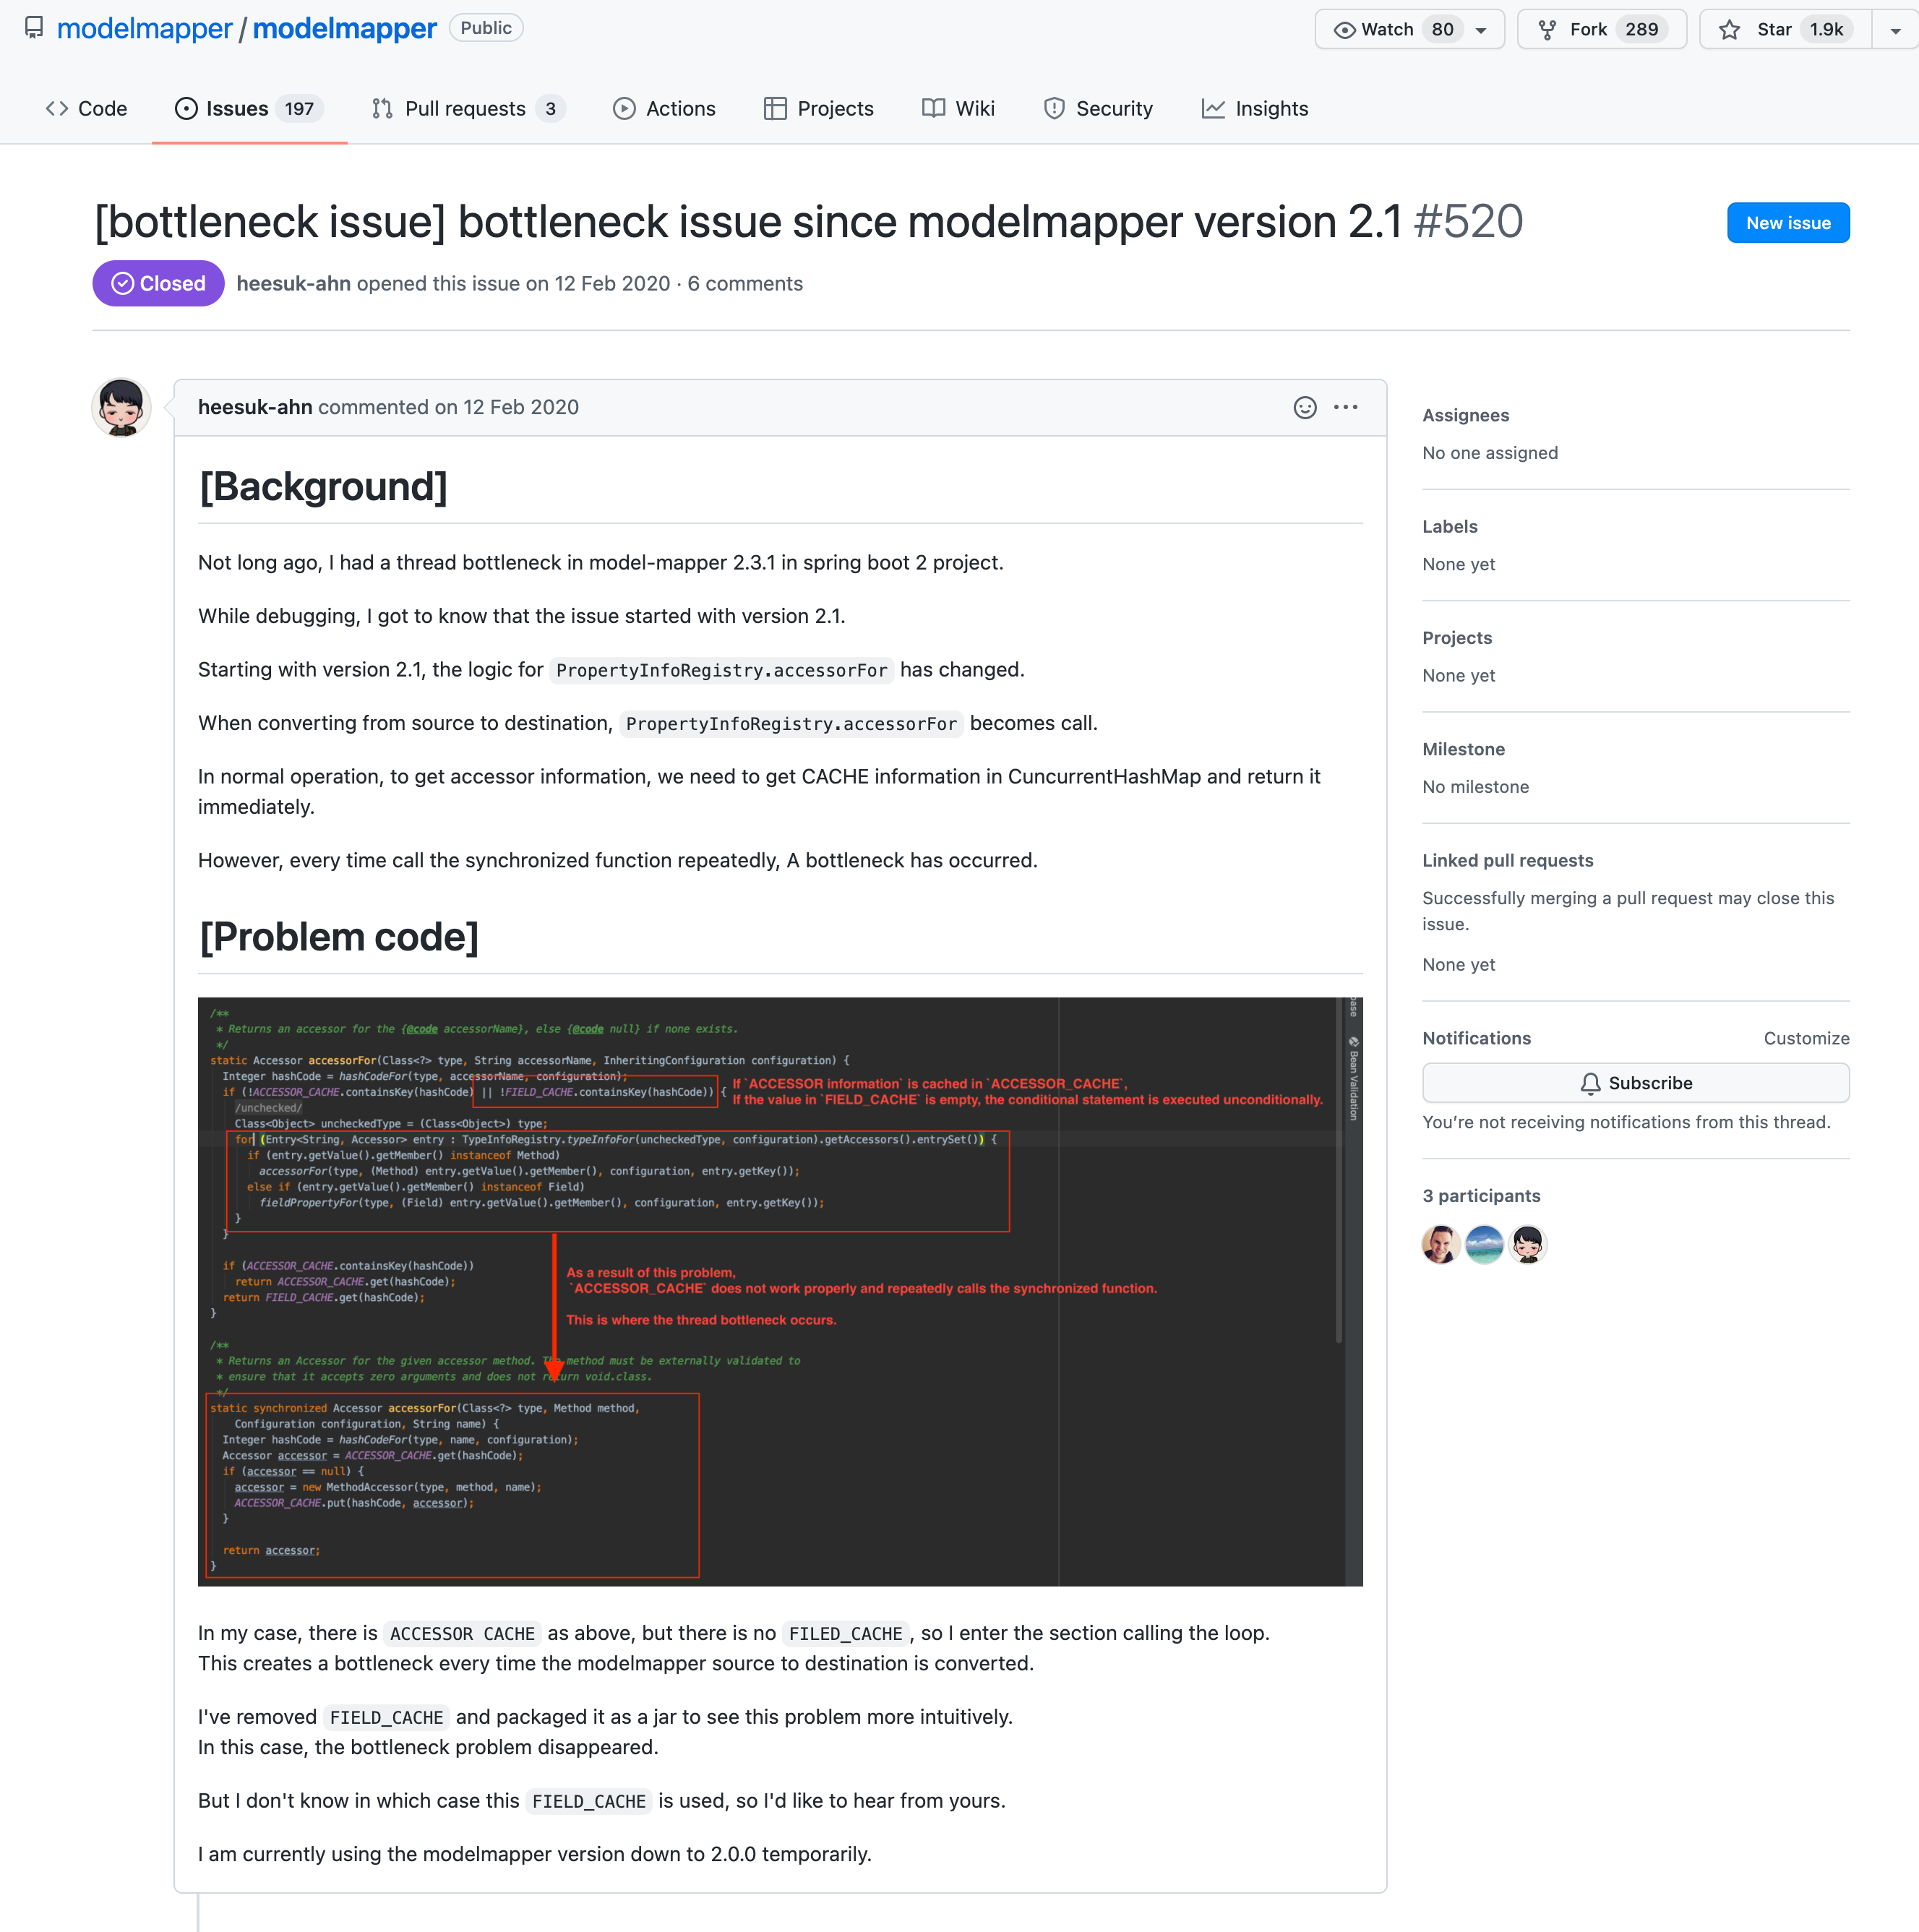 modelmapper / modelmapper Public
Watch 80
Fork 289
Star 1.9k
Code
Issues 197
Pull requests 3
Actions
Projects
Wiki
Security
Insights
[bottleneck issue] bottleneck issue since modelmapper version 2.1 #520
New issue
Closed
heesuk-ahn opened this issue on 12 Feb 2020 · 6 comments
heesuk-ahn commented on 12 Feb 2020
[Background]
Not long ago, I had a thread bottleneck in model-mapper 2.3.1 in spring boot 2 project.
While debugging, I got to know that the issue started with version 2.1.
Starting with version 2.1, the logic for PropertyInfoRegistry.accessorFor has changed.
When converting from source to destination, PropertyInfoRegistry.accessorFor becomes call.
In normal operation, to get accessor information, we need to get CACHE information in CuncurrentHashMap and return it
immediately.
However, every time call the synchronized function repeatedly, A bottleneck has occurred.
[Problem code]
/**
* Returns an accessor for the {@code accessorName}, else {@code null} if none exists.
*/
static Accessor accessorFor(Class<?> type, String accessorName, InheritingConfiguration configuration) {
Integer hashCode = hashCodeFor(type, accessorName, configuration);
if (!ACCESSOR_CACHE.containsKey(hashCode) || !FIELD_CACHE.containsKey(hashCode)) {
If `ACCESSOR information` is cached in `ACCESSOR_CACHE`,
If the value in `FIELD_CACHE` is empty, the conditional statement is executed unconditionally.
/unchecked/
Class<Object> uncheckedType = (Class<Object>) type;
for (Entry<String, Accessor> entry : TypeInfoRegistry.typeInfoFor(uncheckedType, configuration).getAccessors().entrySet()) {
if (entry.getValue().getMember() instanceof Method)
accessorFor(type, (Method) entry.getValue().getMember(), configuration, entry.getKey());
else if (entry.getValue().getMember() instanceof Field)
fieldPropertyFor(type, (Field) entry.getValue().getMember(), configuration, entry.getKey());
}
}
if (ACCESSOR_CACHE.containsKey(hashCode))
return ACCESSOR_CACHE.get(hashCode);
return FIELD_CACHE.get(hashCode);
}
As a result of this problem,
`ACCESSOR_CACHE` does not work properly and repeatedly calls the synchronized function.
This is where the thread bottleneck occurs.
/**
* Returns an Accessor for the given accessor method. The method must be externally validated to
* ensure that it accepts zero arguments and does not return void.class.
*/
static synchronized Accessor accessorFor(Class<?> type, Method method,
Configuration configuration, String name) {
Integer hashCode = hashCodeFor(type, name, configuration);
Accessor accessor = ACCESSOR_CACHE.get(hashCode);
if (accessor == null) {
accessor = new MethodAccessor(type, method, name);
ACCESSOR_CACHE.put(hashCode, accessor);
}
return accessor;
}
Bean Validation
In my case, there is ACCESSOR CACHE as above, but there is no FILED_CACHE, so I enter the section calling the loop.
This creates a bottleneck every time the modelmapper source to destination is converted.
I've removed FIELD_CACHE and packaged it as a jar to see this problem more intuitively.
In this case, the bottleneck problem disappeared.
But I don't know in which case this FIELD_CACHE is used, so I'd like to hear from yours.
I am currently using the modelmapper version down to 2.0.0 temporarily.
Assignees
No one assigned
Labels
None yet
Projects
None yet
Milestone
No milestone
Linked pull requests
Successfully merging a pull request may close this
issue.
None yet
Notifications
Customize
Subscribe
You’re not receiving notifications from this thread.
3 participants